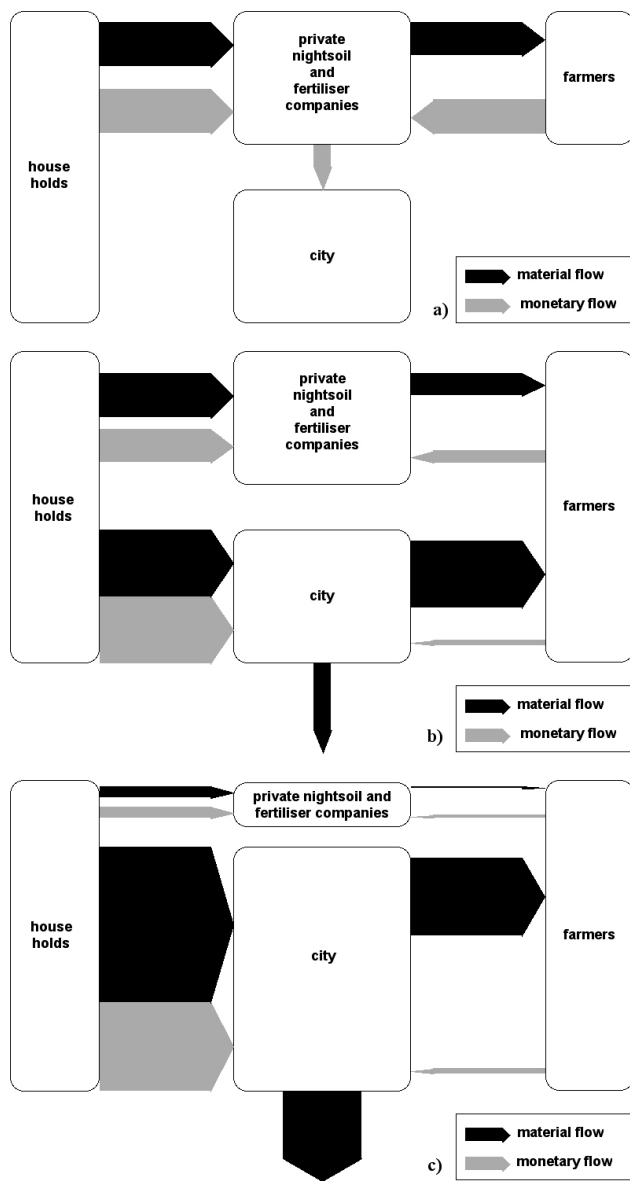 private
nightsoil
and
fertiliser
companies
farmers
house
holds
city
material flow
monetary flow
a)
private
nightsoil
and
fertiliser
companies
house
holds
farmers
city
material flow
monetary flow
b)
private nightsoil and
fertiliser companies
house
holds
city
farmers
material flow
monetary flow
c)